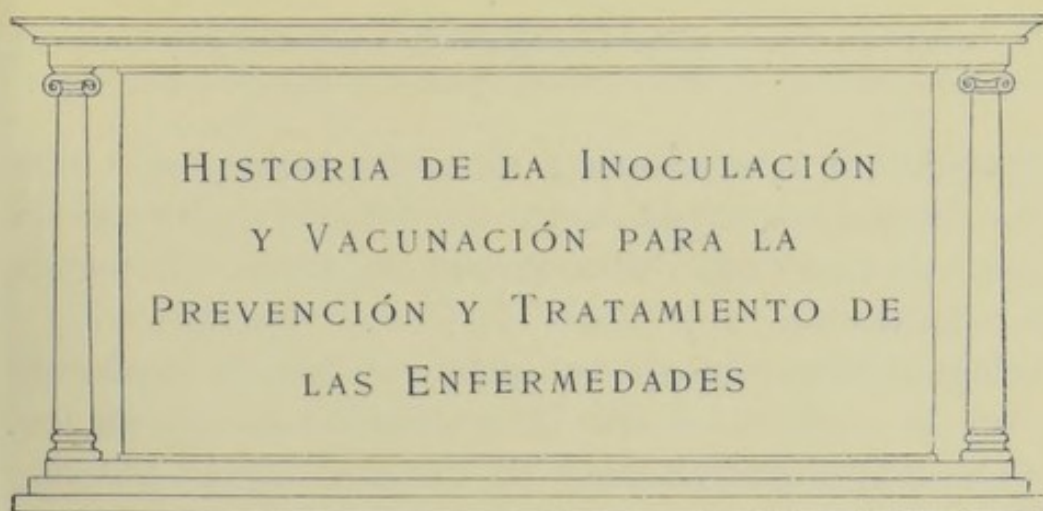 Historia de la Inoculación
y Vacunación para la
Prevención y Tratamiento de
las Enfermedades